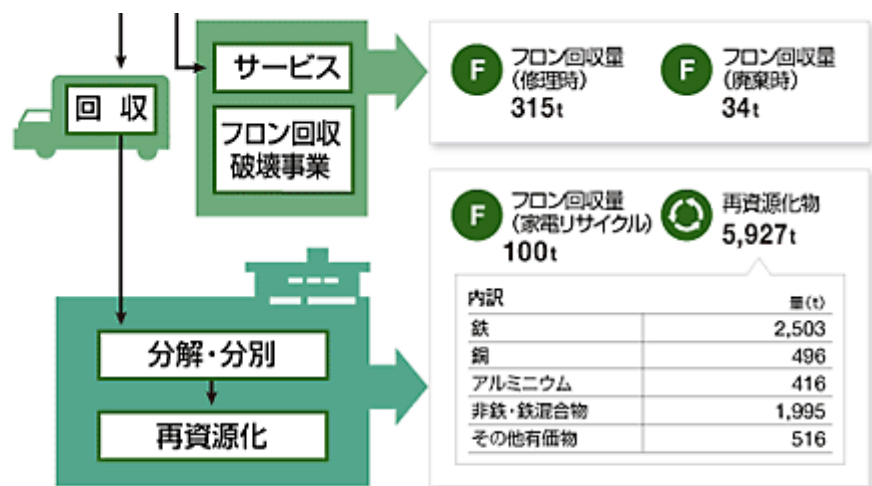 サービス
フロン回収
破壊事業
回 収
F
フロン回収量
(修理時)
315t
F
フロン回収量
(廃棄時)
34t
F
フロン回収量
(家電リサイクル)
100t
再資源化物
5,927t
内訳 量(t)
鉄 2,503
銅 496
アルミニウム 416
非鉄・鉄混合物 1,995
その他有価物 516
分解・分別
再資源化